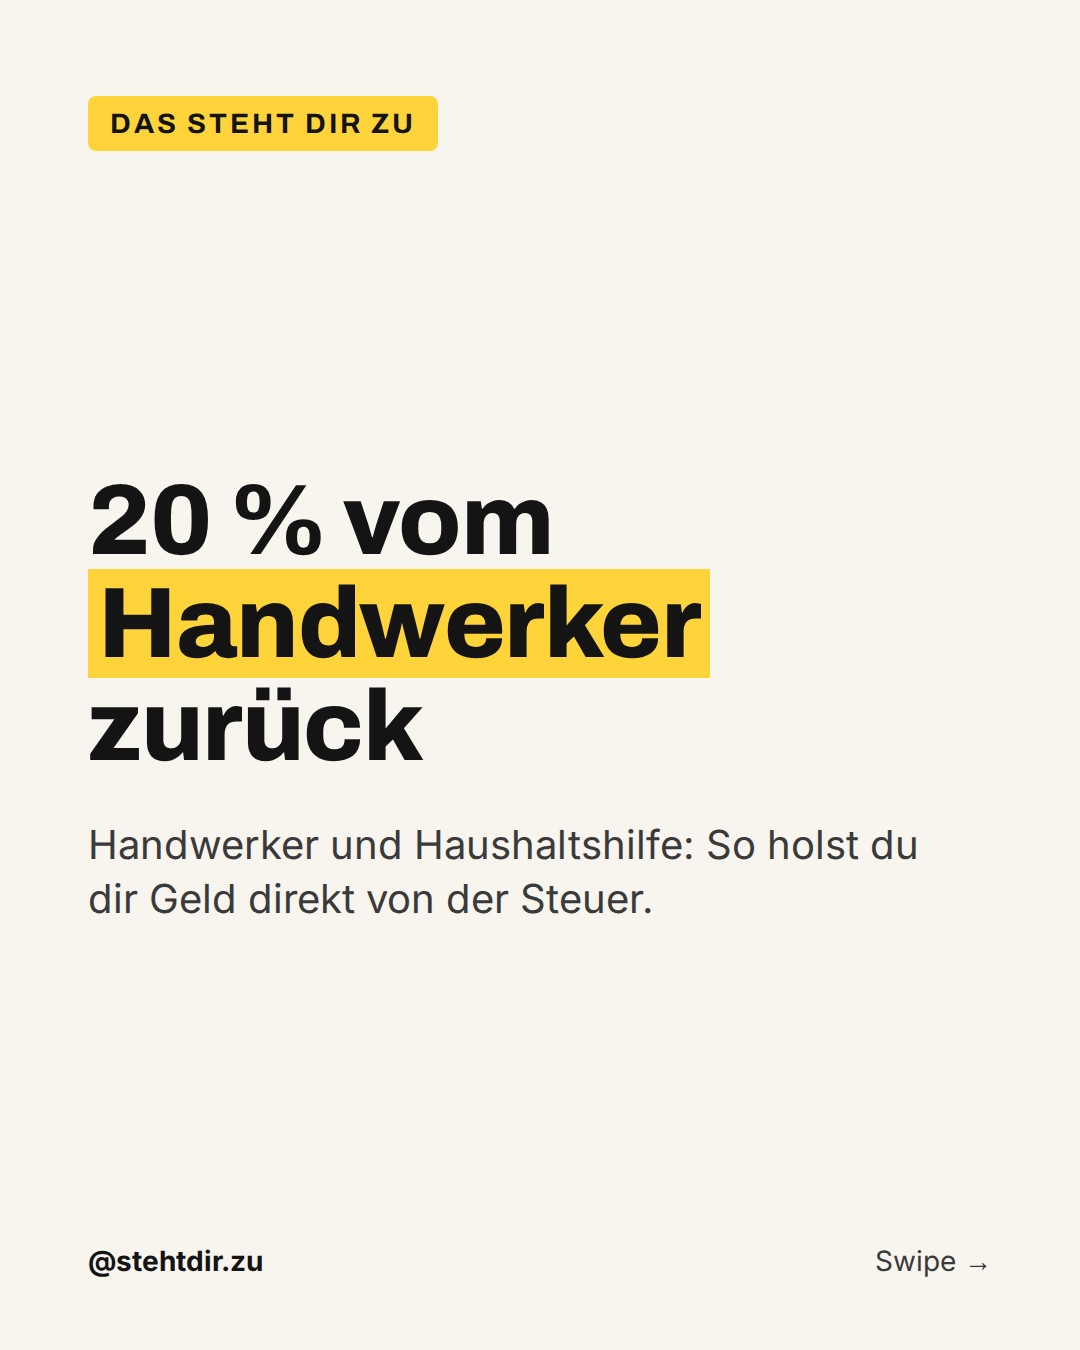 DAS STEHT DIR ZU
20 % vom
Handwerker
zurück
Handwerker und Haushaltshilfe: So holst du
dir Geld direkt von der Steuer.
@stehtdir.zu
Swipe →